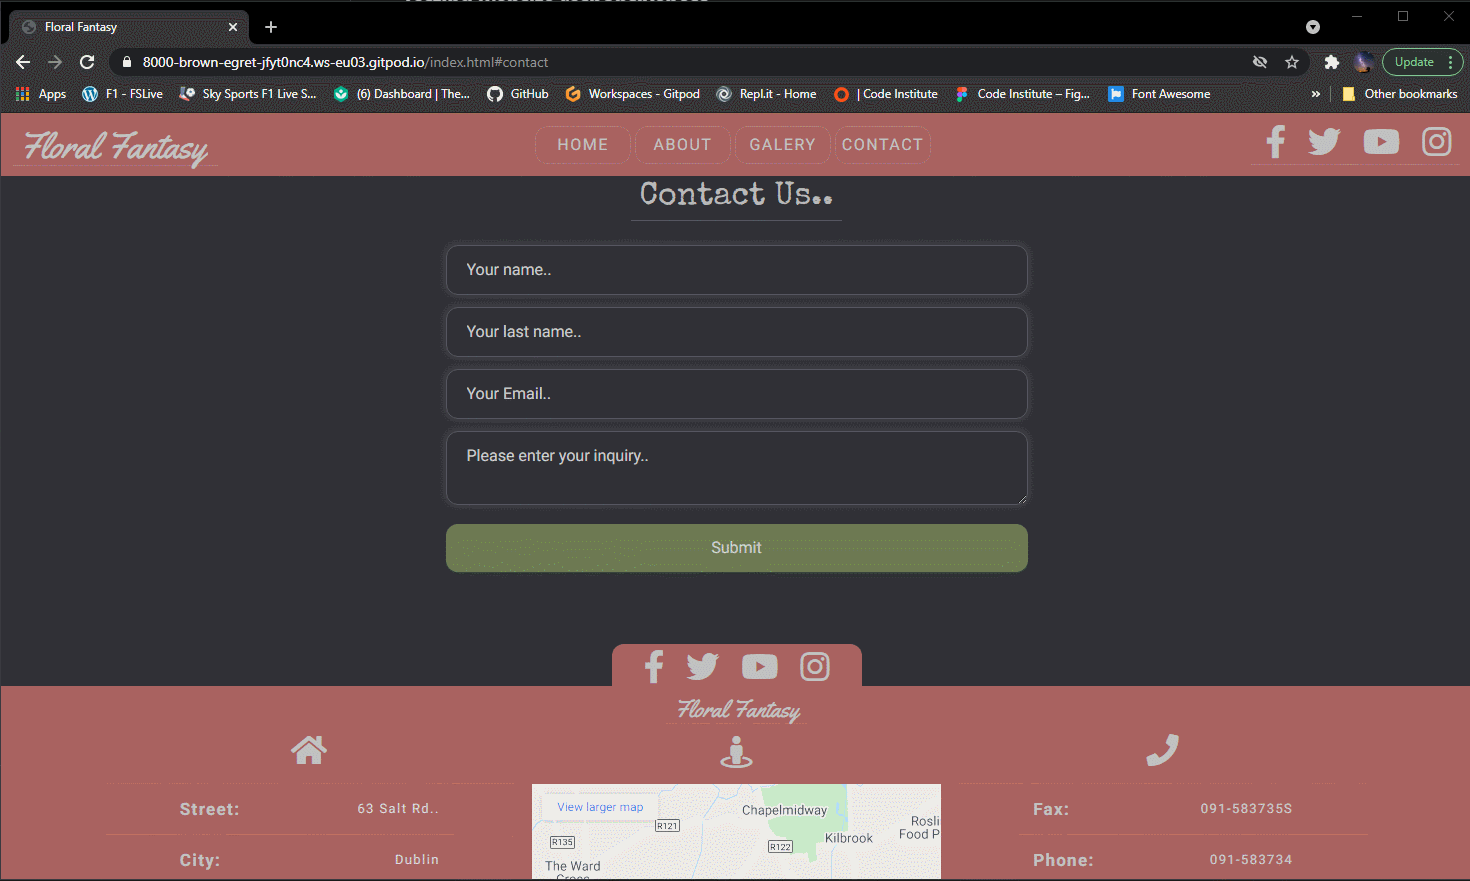 Floral Fantasy
8000-brown-egret-jfyt0nc4.ws-eu03.gitpod.io/index.html#contact
Update
Apps F1 - FSLive Sky Sports F1 Live S... (6) Dashboard | The... GitHub Workspaces - Gitpod Repl.it - Home | Code Institute Code Institute – Fig... Font Awesome » Other bookmarks
Floral Fantasy HOME ABOUT GALERY CONTACT
Contact Us..
Your name..
Your last name..
Your Email..
Please enter your inquiry..
Submit
Floral Fantasy
Street: 63 Salt Rd..
City: Dublin
View larger map
Chapelmidway
R121
R135
R122
Kilbrook
Rosli
Food P
The Ward
Cross
Fax: 091-583735S
Phone: 091-583734